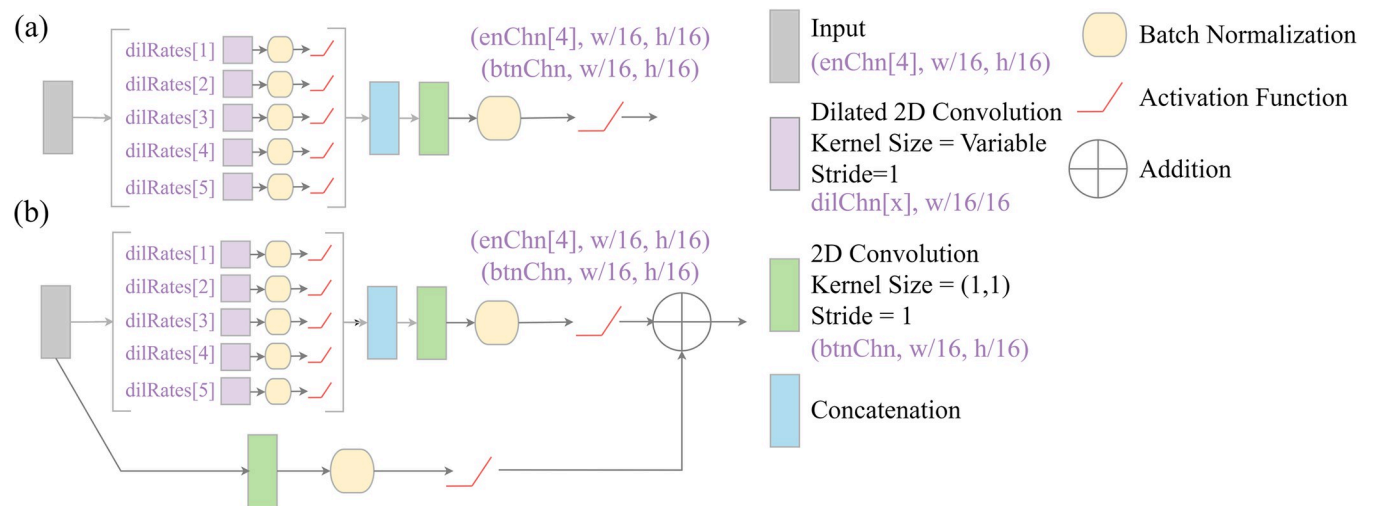 (a)
dilRates[1]
dilRates[2]
dilRates[3]
dilRates[4]
dilRates[5]
(enChn[4], w/16, h/16)
(btnChn, w/16, h/16)
(b)
dilRates[1]
dilRates[2]
dilRates[3]
dilRates[4]
dilRates[5]
(enChn[4], w/16, h/16)
(btnChn, w/16, h/16)
Input
(enChn[4], w/16, h/16)
Dilated 2D Convolution
Kernel Size = Variable
Stride=1
dilChn[x], w/16/16
2D Convolution
Kernel Size = (1,1)
Stride = 1
(btnChn, w/16, h/16)
Concatenation
Batch Normalization
Activation Function
Addition